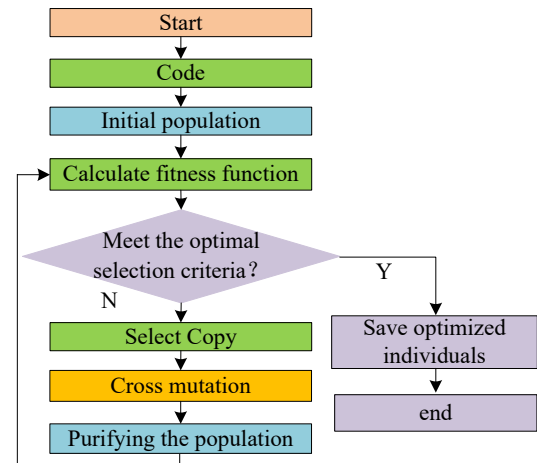 Start
Code
Initial population
Calculate fitness function
Meet the optimal
selection criteria？
Y
N
Select Copy
Save optimized
individuals
Cross mutation
end
Purifying the population